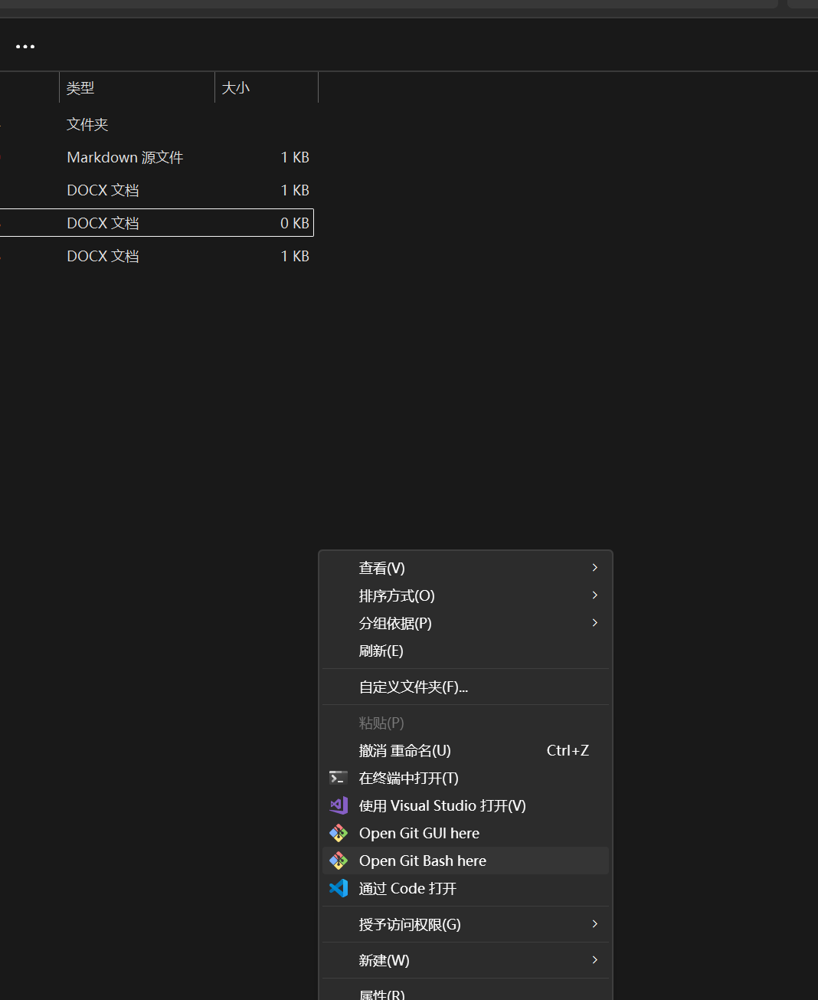 类型 大小
文件夹
Markdown 源文件 1 KB
DOCX 文档 1 KB
DOCX 文档 0 KB
DOCX 文档 1 KB
查看(V)
排序方式(O)
分组依据(P)
刷新(E)
自定义文件夹(F)...
粘贴(P)
撤消 重命名(U) Ctrl+Z
在终端中打开(T)
使用 Visual Studio 打开(V)
Open Git GUI here
Open Git Bash here
通过 Code 打开
授予访问权限(G)
新建(W)
属性(R)